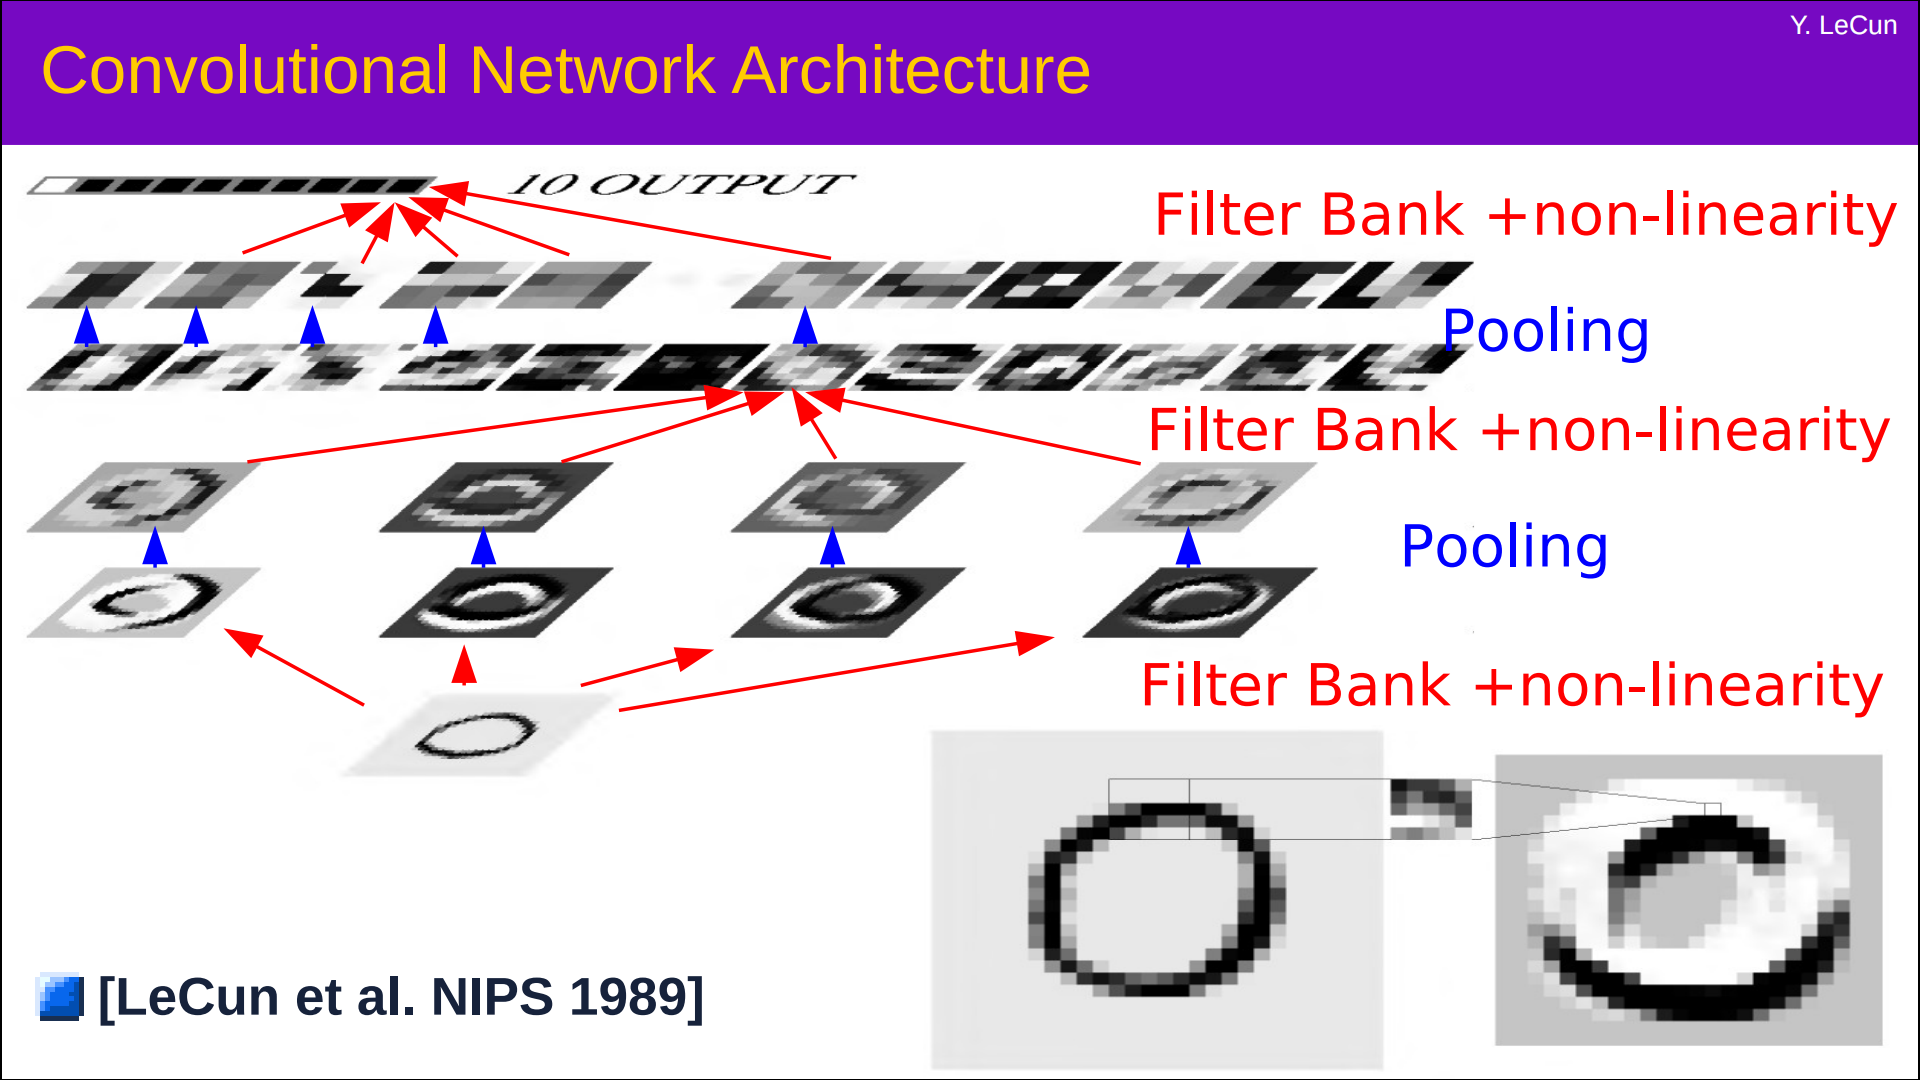 Y. LeCun
Convolutional Network Architecture
10 OUTPUT
Filter Bank +non-linearity
Pooling
Filter Bank +non-linearity
Pooling
Filter Bank +non-linearity
[LeCun et al. NIPS 1989]